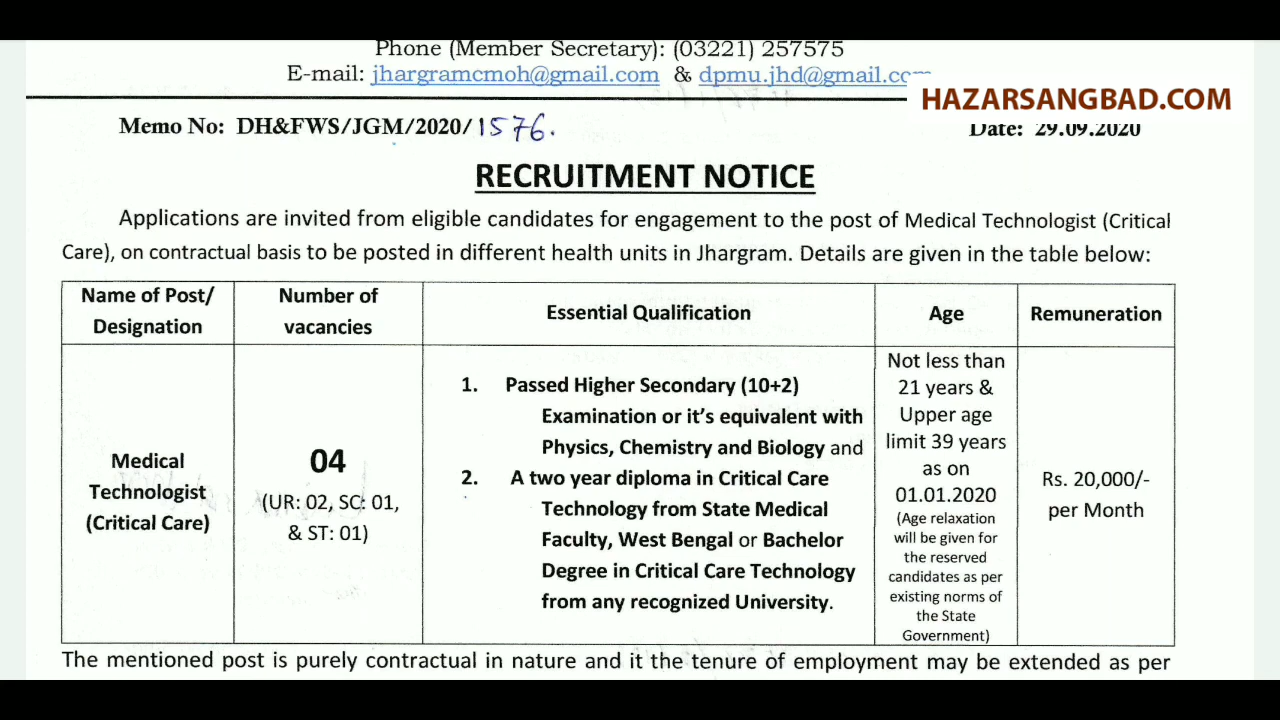 Phone (Member Secretary): (03221) 257575
E-mail: jhargramcmoh@gmail.com & dpmu.jhd@gmail.com
HAZARSANGBAD.COM
Memo No: DH&FWS/JGM/2020/1576.
Date: 29.09.2020
RECRUITMENT NOTICE
Applications are invited from eligible candidates for engagement to the post of Medical Technologist (Critical
Care), on contractual basis to be posted in different health units in Jhargram. Details are given in the table below:
Name of Post/
Designation
Number of
vacancies
Essential Qualification
Age
Remuneration
Medical
Technologist
(Critical Care)
04
(UR: 02, SC: 01,
& ST: 01)
1. Passed Higher Secondary (10+2)
Examination or it's equivalent with
Physics, Chemistry and Biology and
2. A two year diploma in Critical Care
Technology from State Medical
Faculty, West Bengal or Bachelor
Degree in Critical Care Technology
from any recognized University.
Not less than
21 years &
Upper age
limit 39 years
as on
01.01.2020
(Age relaxation
will be given for
the reserved
candidates as per
existing norms of
the State
Government)
Rs. 20,000/-
per Month
The mentioned post is purely contractual in nature and it the tenure of employment may be extended as per